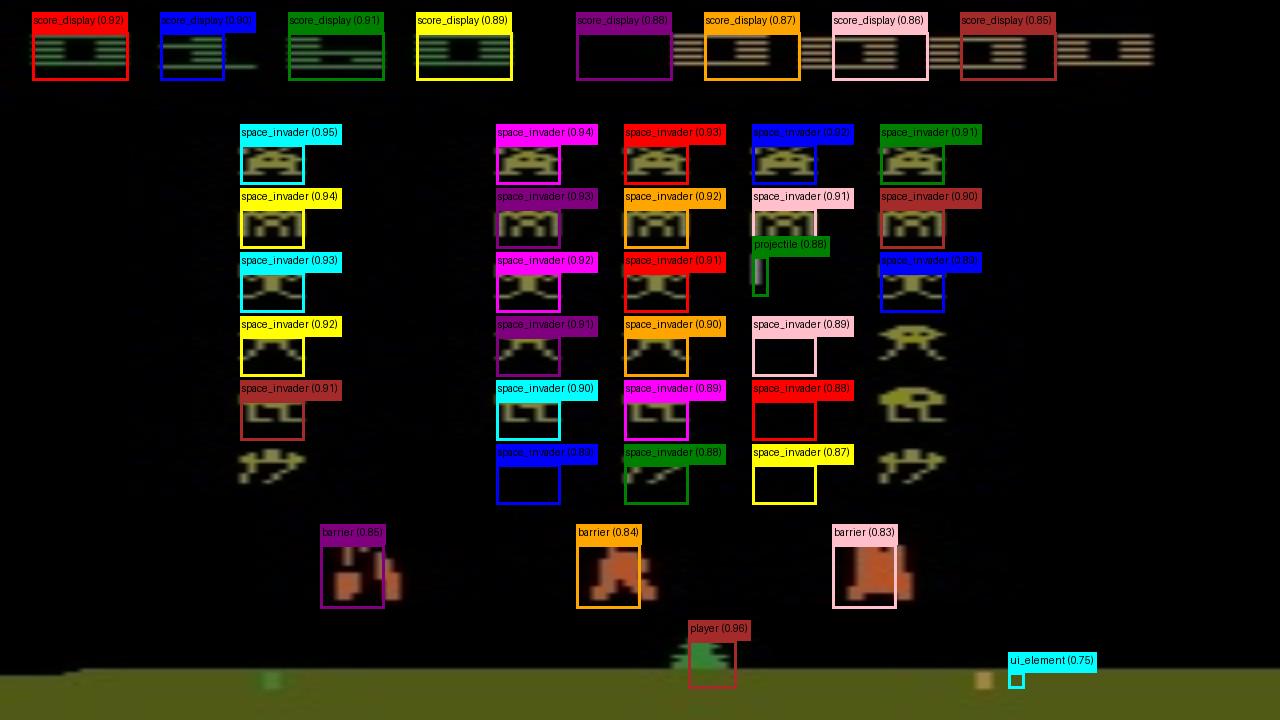 score_display (0.92) score_display (0.90) score_display (0.91) score_display (0.89) score_display (0.88) score_display (0.87) score_display (0.86) score_display (0.85)
space_invader (0.95) space_invader (0.94) space_invader (0.93) space_invader (0.92) space_invader (0.91)
space_invader (0.94) space_invader (0.93) space_invader (0.92) space_invader (0.91) space_invader (0.90)
projectile (0.88)
space_invader (0.93) space_invader (0.92) space_invader (0.91) space_invader (0.89)
space_invader (0.92) space_invader (0.91) space_invader (0.90) space_invader (0.89)
space_invader (0.91) space_invader (0.90) space_invader (0.89) space_invader (0.88)
space_invader (0.89) space_invader (0.88) space_invader (0.87)
barrier (0.85) barrier (0.84) barrier (0.83)
player (0.96)
ui_element (0.75)